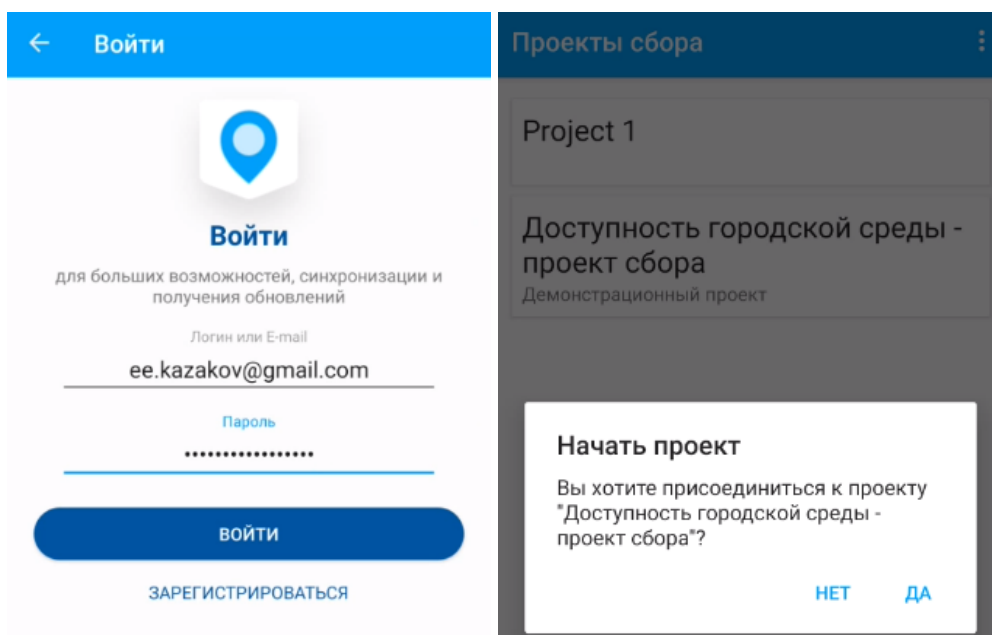 Войти
Войти
для больших возможностей, синхронизации и
получения обновлений
Логин или E-mail
ee.kazakov@gmail.com
Пароль
•••••••••••••••••
ВОЙТИ
ЗАРЕГИСТРИРОВАТЬСЯ
Проекты сбора
Project 1
Доступность городской среды -
проект сбора
Демонстрационный проект
Начать проект
Вы хотите присоединиться к проекту
"Доступность городской среды -
проект сбора"?
НЕТ ДА